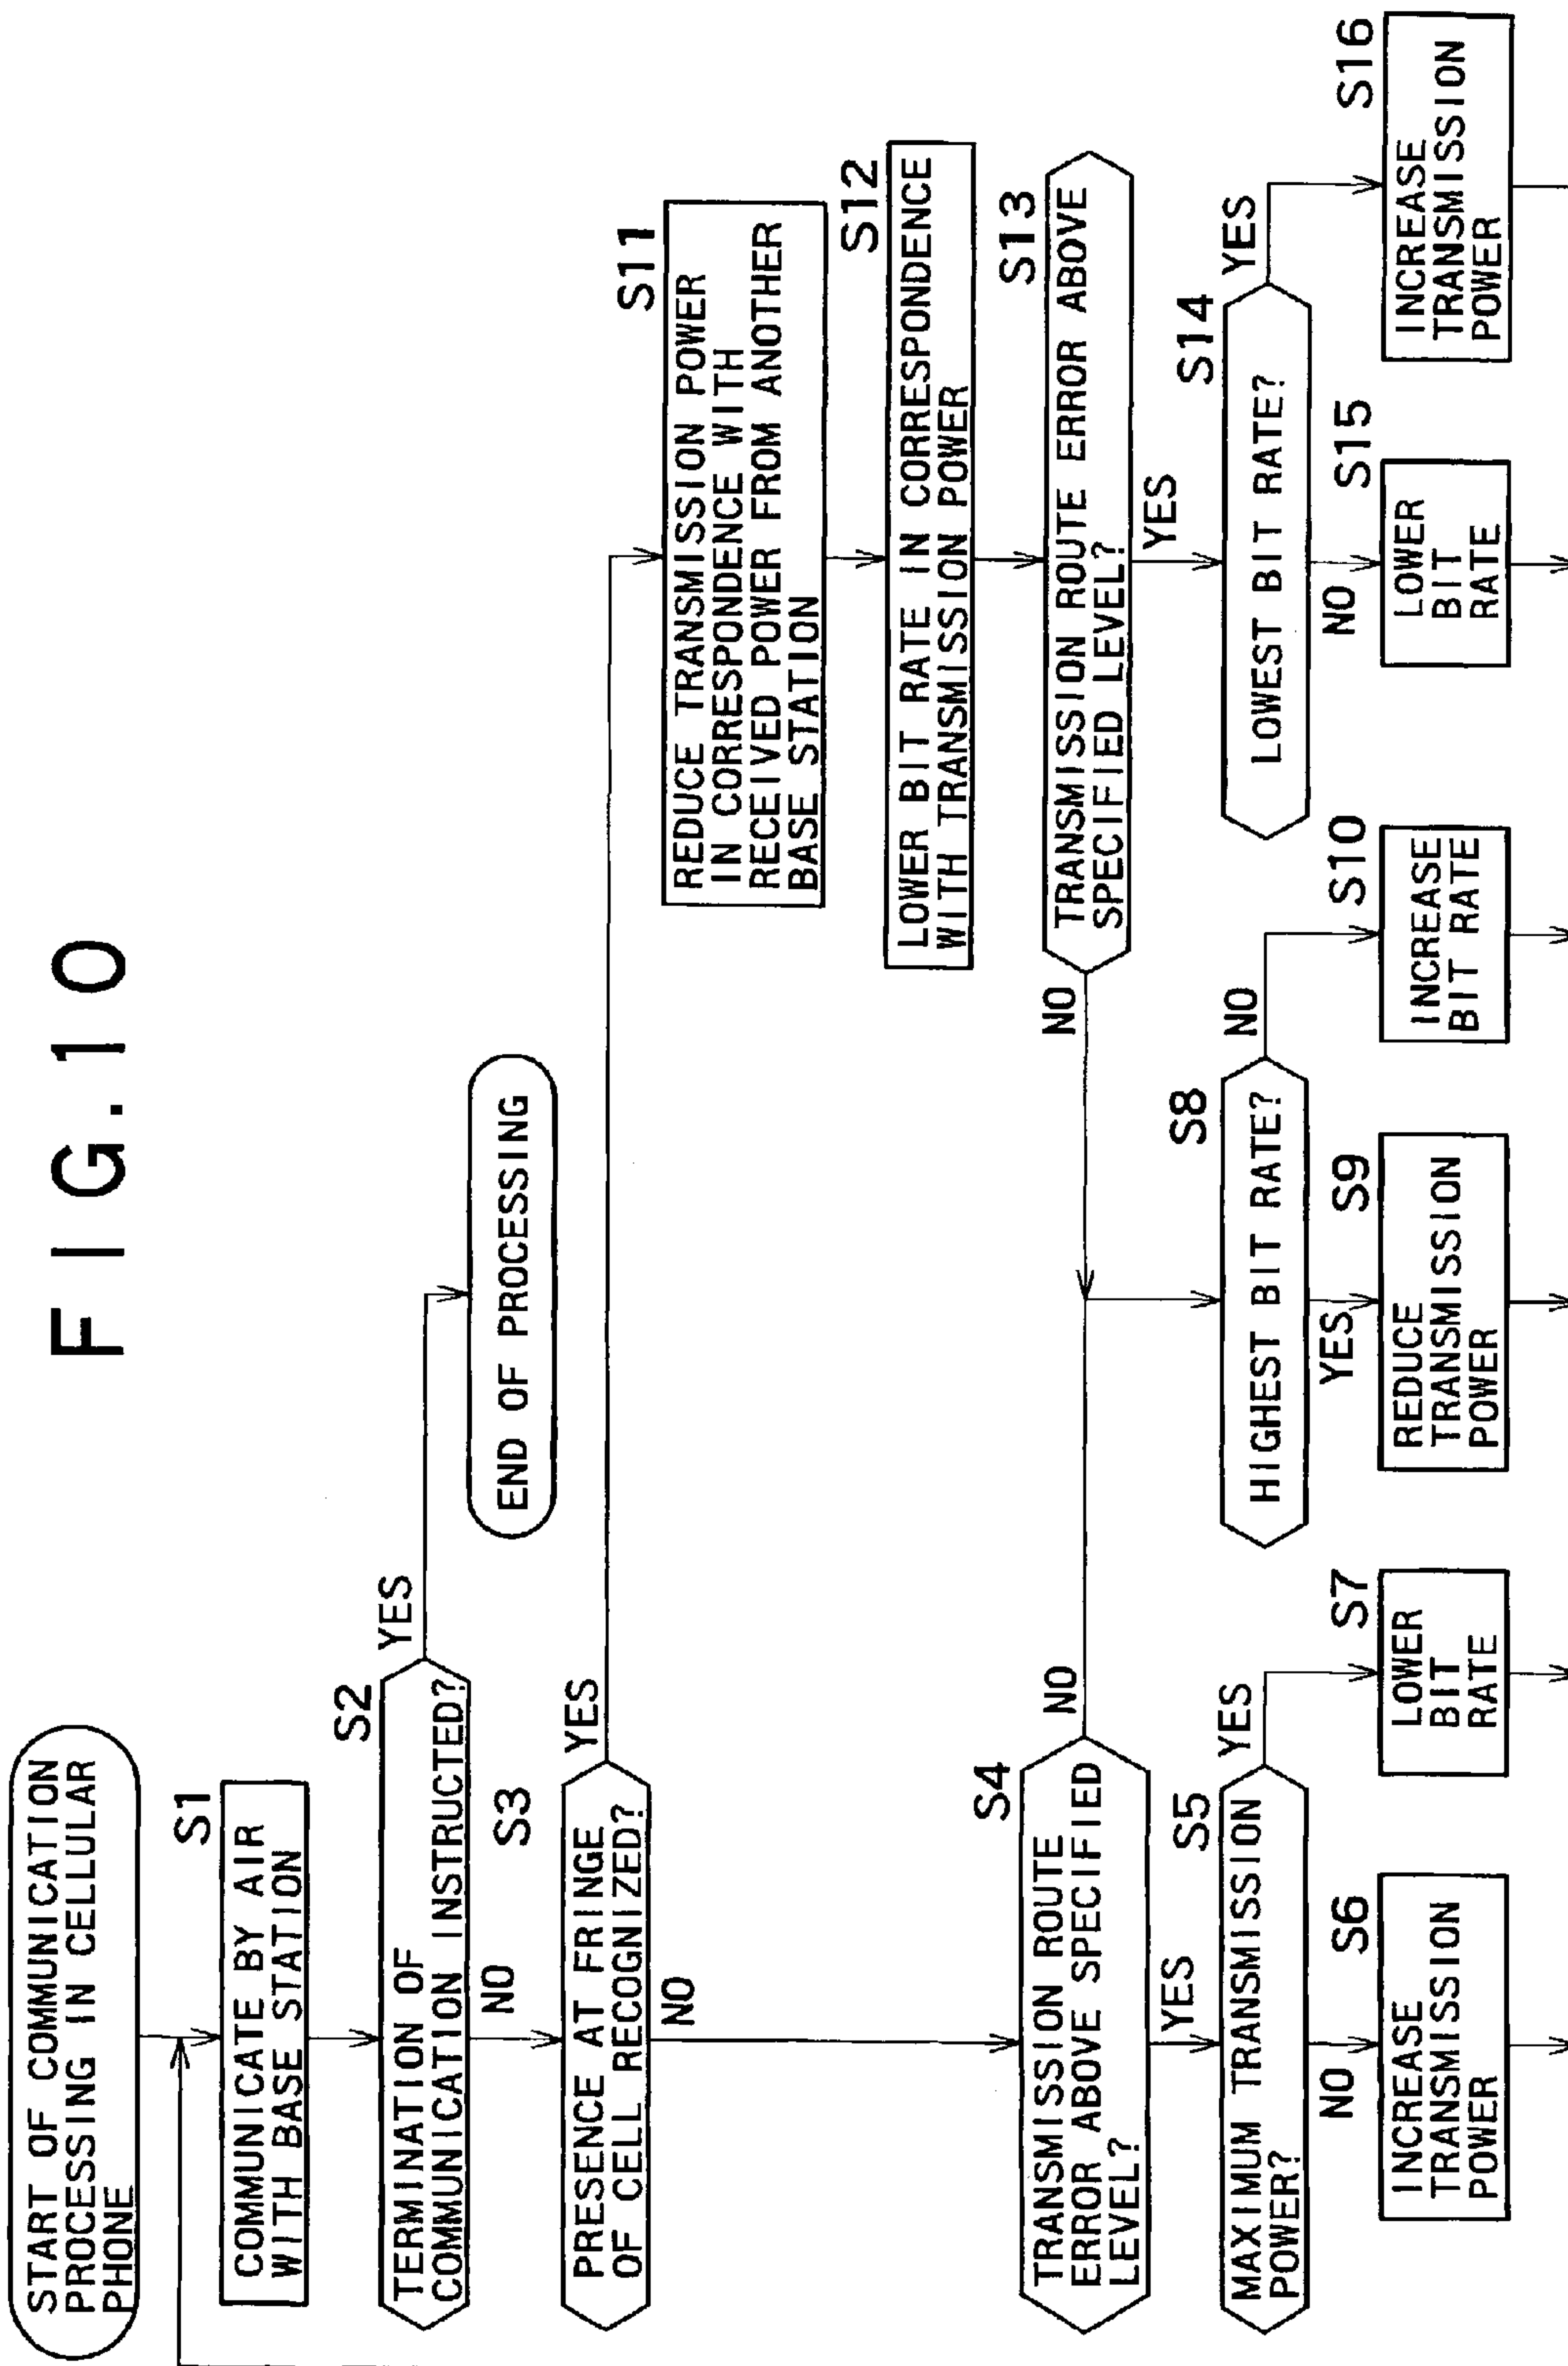 FIG.10
START OF COMMUNICATION
PROCESSING IN CELLULAR
PHONE
S1
COMMUNICATE BY AIR
WITH BASE STATION
S2
TERMINATION OF
COMMUNICATION INSTRUCTED?
YES
NO
END OF PROCESSING
S3
PRESENCE AT FRINGE
OF CELL RECOGNIZED?
YES
NO
S11
REDUCE TRANSMISSION POWER
IN CORRESPONDENCE WITH
RECEIVED POWER FROM ANOTHER
BASE STATION
S12
LOWER BIT RATE IN CORRESPONDENCE
WITH TRANSMISSION POWER
S4
TRANSMISSION ROUTE
ERROR ABOVE SPECIFIED
LEVEL?
NO
YES
S13
TRANSMISSION ROUTE ERROR ABOVE
SPECIFIED LEVEL?
NO
YES
S5
MAXIMUM TRANSMISSION
POWER?
YES
NO
S8
HIGHEST BIT RATE?
NO
YES
S14
LOWEST BIT RATE?
YES
NO
S6
INCREASE
TRANSMISSION
POWER
S7
LOWER
BIT
RATE
S9
REDUCE
TRANSMISSION
POWER
S10
INCREASE
BIT RATE
S15
LOWER
BIT
RATE
S16
INCREASE
TRANSMISSION
POWER